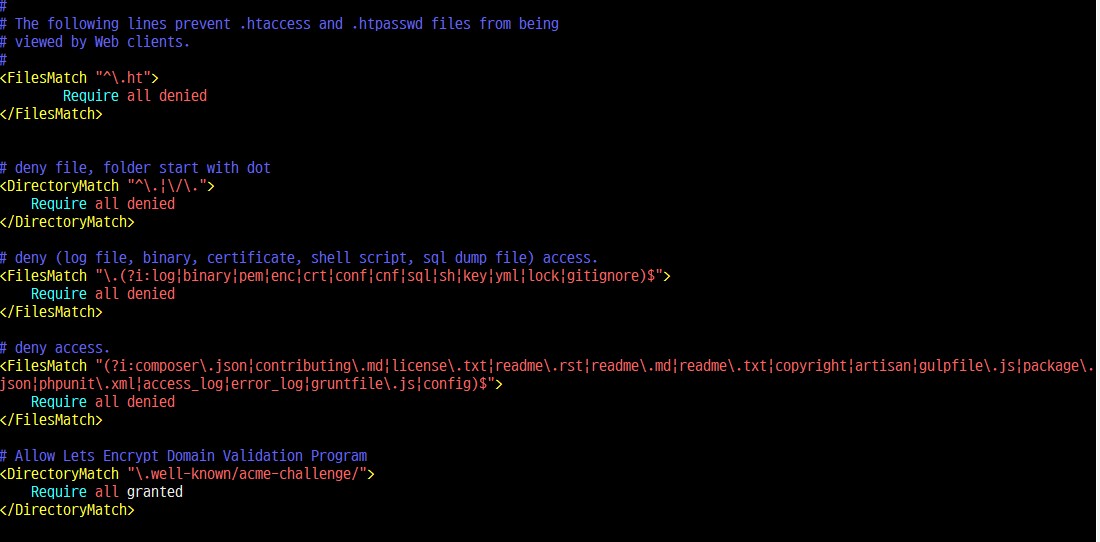 #
# The following lines prevent .htaccess and .htpasswd files from being
# viewed by Web clients.
#
<FilesMatch "^\.ht">
        Require all denied
</FilesMatch>
# deny file, folder start with dot
<DirectoryMatch "^\.|\/\.">
    Require all denied
</DirectoryMatch>
# deny (log file, binary, certificate, shell script, sql dump file) access.
<FilesMatch "\.(?i:log|binary|pem|enc|crt|conf|cnf|sql|sh|key|yml|lock|gitignore)$">
    Require all denied
</FilesMatch>
# deny access.
<FilesMatch "(?i:composer\.json|contributing\.md|license\.txt|readme\.rst|readme\.md|readme\.txt|copyright|artisan|gulpfile\.js|package\.
json|phpunit\.xml|access_log|error_log|gruntfile\.js|config)$">
    Require all denied
</FilesMatch>
# Allow Lets Encrypt Domain Validation Program
<DirectoryMatch "\.well-known/acme-challenge/">
    Require all granted
</DirectoryMatch>